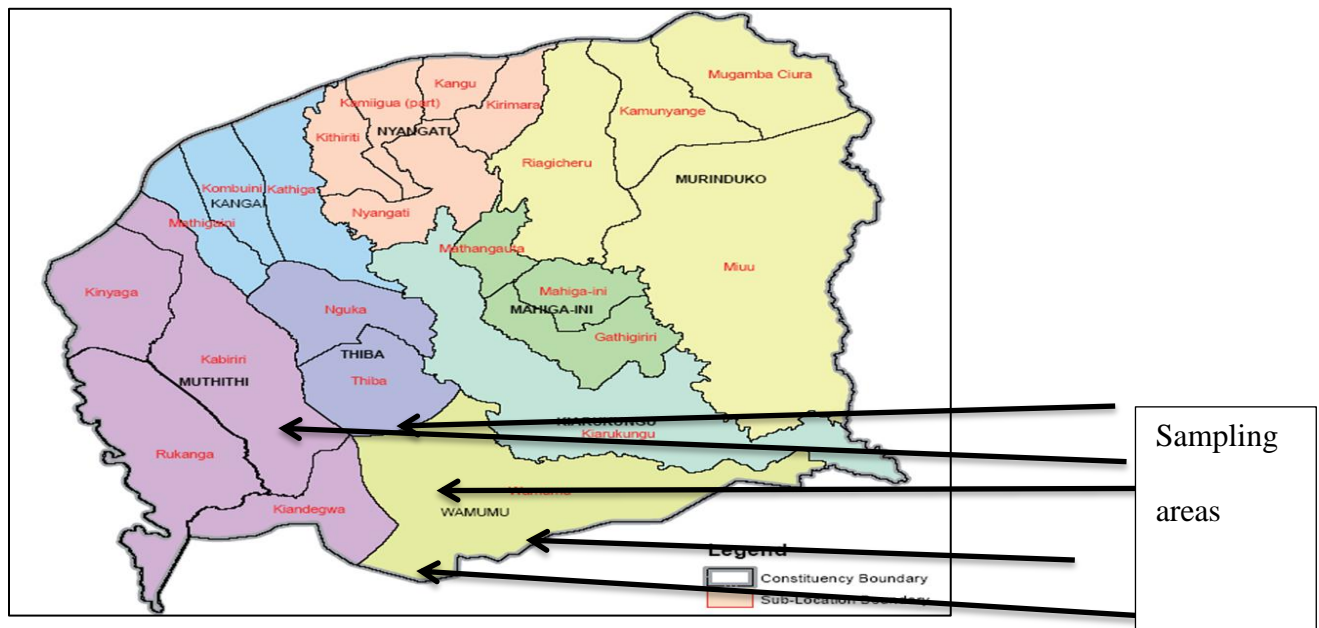 Mugamba Ciura
Kangu
Kamiigua (part)
Kirimara
Kamunyange
NYANGATI
Kithiriti
Riagicheru
MURINDUKO
Kombuini
Kathiga
KANGAI
Nyangati
Mathigaini
Mathangauta
Miuu
Kinyaga
Mahiga-ini
Nguka
MAHIGA-INI
Gathigiriri
THIBA
Kabiriri
Thiba
MUTHITHI
KIARUKUNGU
Kiarukungu
Sampling
areas
Rukanga
Wamumu
Kiandegwa
WAMUMU
Legend
Constituency Boundary
Sub-Location Boundary